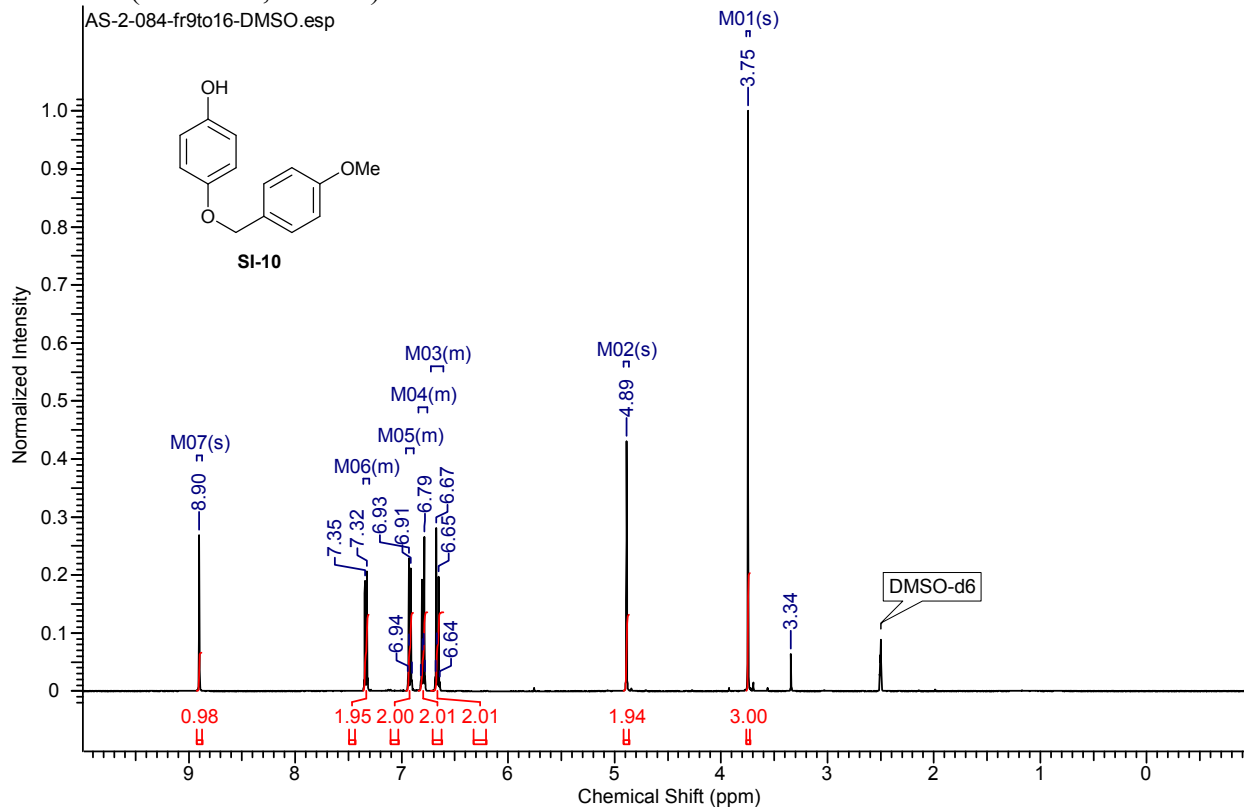 AS-2-084-fr9to16-DMSO.esp
M01(s)
3.75
OH
OMe
O
SI-10
M03(m)
M02(s)
M04(m)
4.89
M07(s)
M05(m)
M06(m)
8.90
7.35
7.32
6.93
6.91
6.79
6.67
6.65
6.94
6.64
DMSO-d6
3.34
1.0
0.9
0.8
0.7
0.6
0.5
0.4
0.3
0.2
0.1
0
Normalized Intensity
0.98 1.95 2.00 2.01 2.01 1.94 3.00
9 8 7 6 5 4 3 2 1 0
Chemical Shift (ppm)